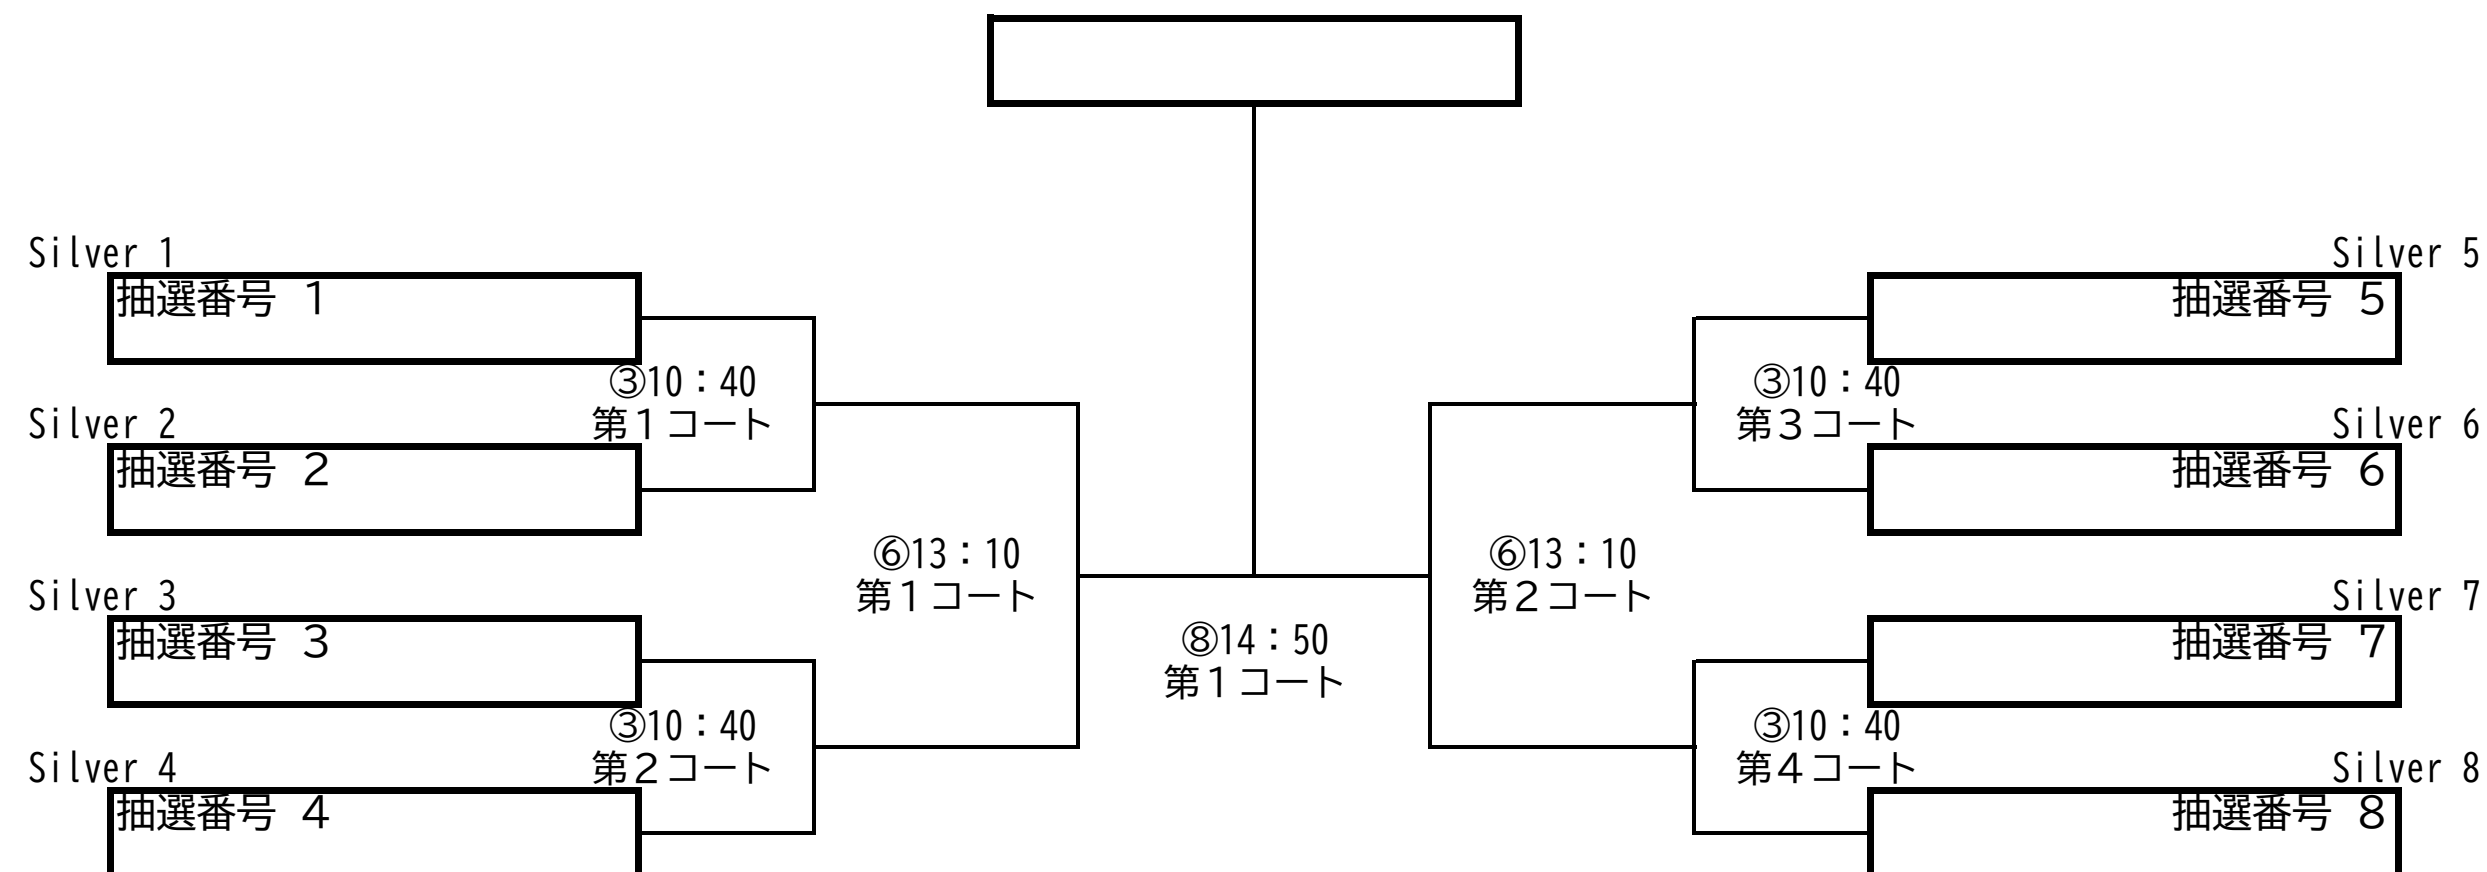 Silver 1
抽選番号 1
③10：40
第１コート
Silver 2
抽選番号 2
Silver 3
抽選番号 3
③10：40
第２コート
Silver 4
抽選番号 4
⑥13：10
第１コート
⑧14：50
第１コート
⑥13：10
第２コート
Silver 5
抽選番号 5
③10：40
第３コート
Silver 6
抽選番号 6
Silver 7
抽選番号 7
③10：40
第４コート
Silver 8
抽選番号 8